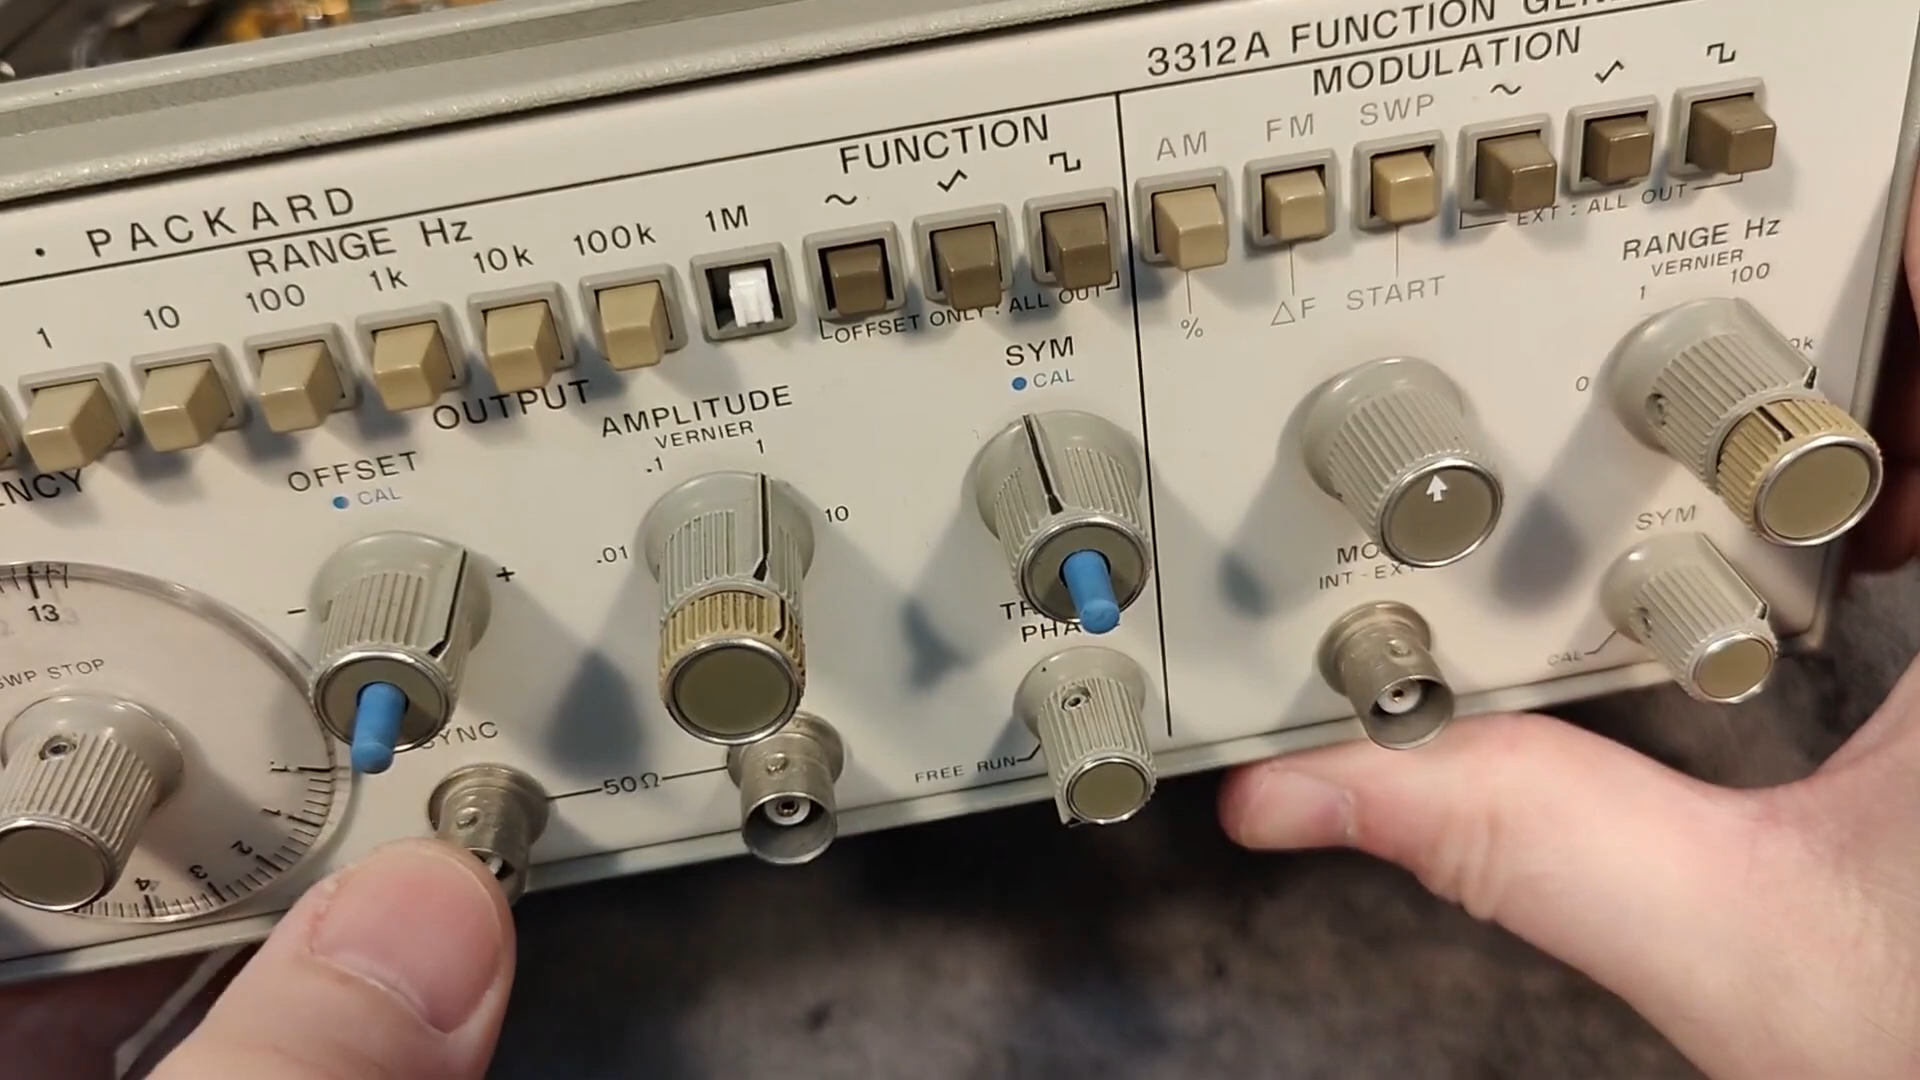 3312A FUNCTION
MODULATION
AM FM SWP
% ΔF START
EXT : ALL OUT
RANGE Hz
VERNIER
1 100
0
SYM
CAL
INT - EXT
· PACKARD
RANGE Hz
1 10 100 1k 10k 100k 1M
FUNCTION
OFFSET ONLY : ALL OUT
OUTPUT
OFFSET
CAL
- +
AMPLITUDE
VERNIER
.01 .1 1 10
SYM
CAL
FREE RUN
SYNC
50Ω
SWP STOP
13
1
2
3
4